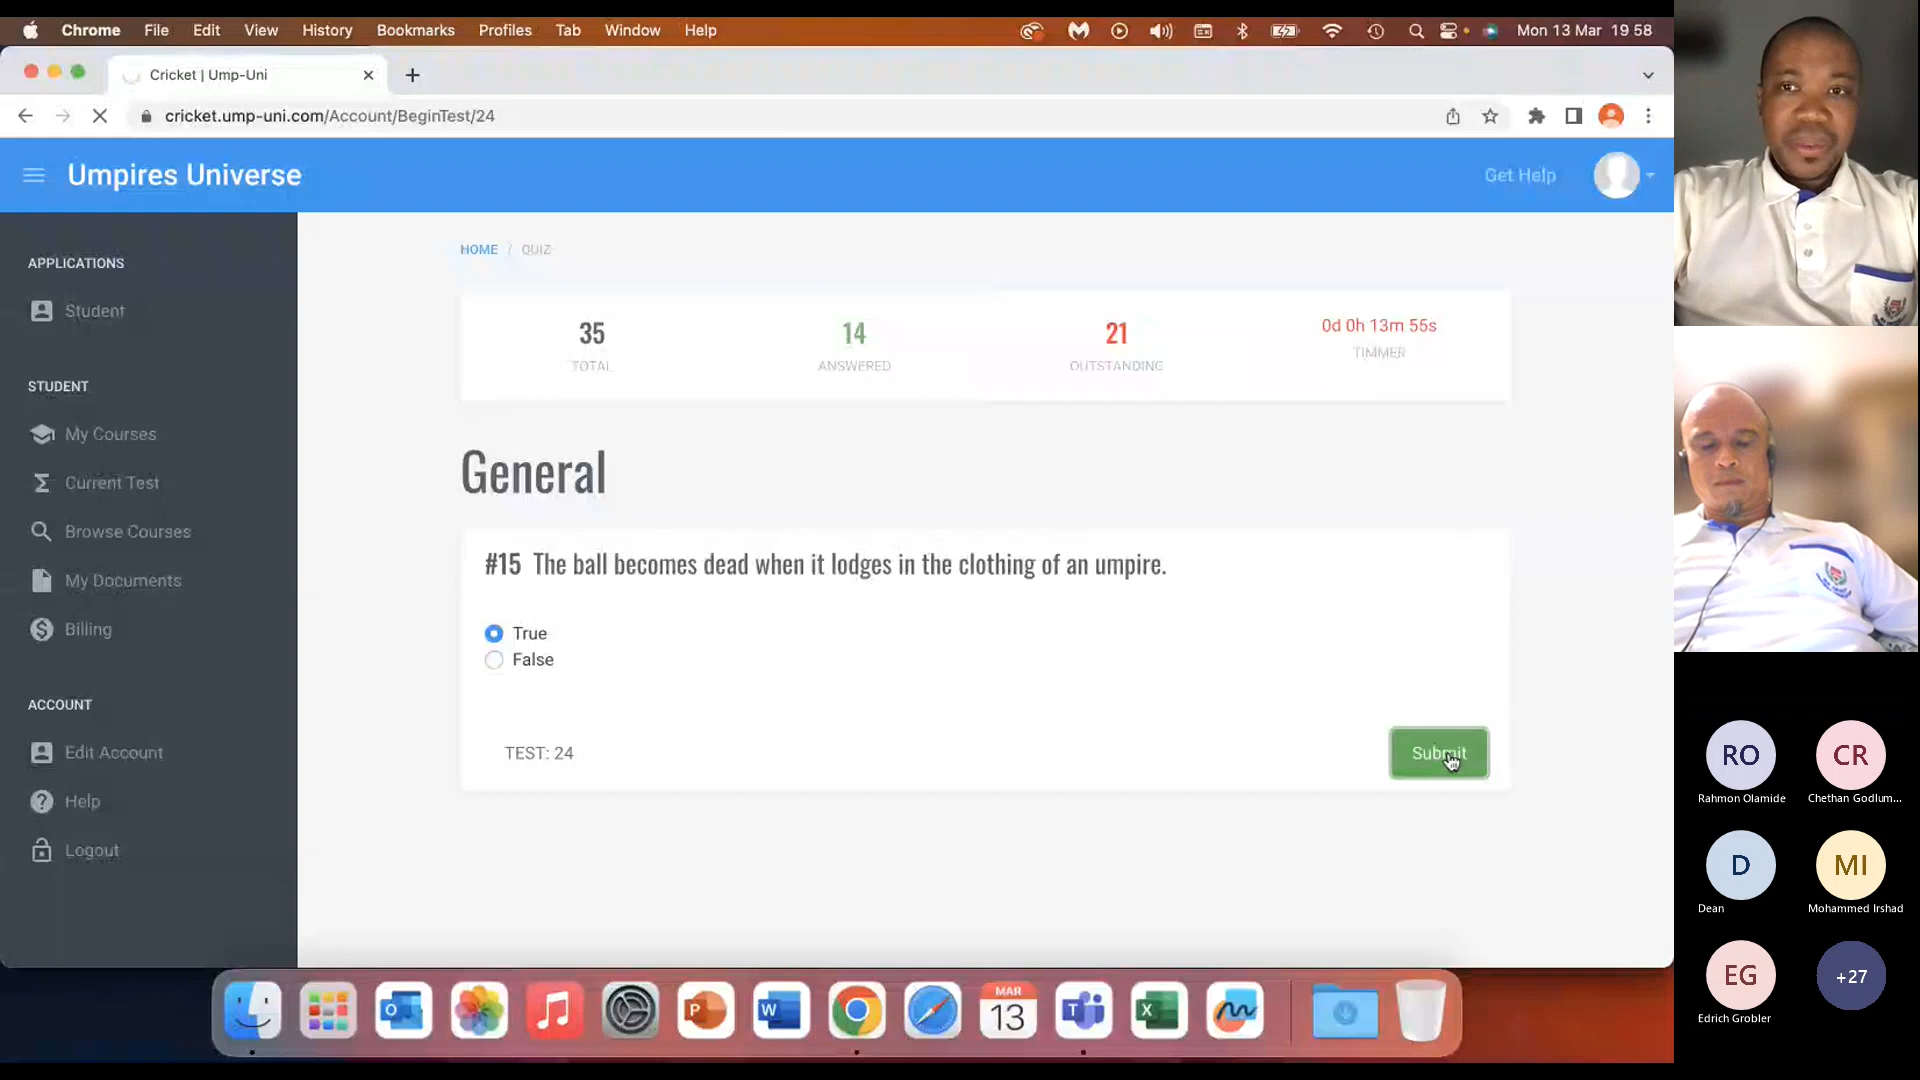 Chrome File Edit View History Bookmarks Profiles Tab Window Help
Mon 13 Mar 19 58
Cricket | Ump-Uni
cricket.ump-uni.com/Account/BeginTest/24
Umpires Universe
Get Help
APPLICATIONS
Student
STUDENT
My Courses
Current Test
Browse Courses
My Documents
Billing
ACCOUNT
Edit Account
Help
Logout
HOME / QUIZ
35
TOTAL
14
ANSWERED
21
OUTSTANDING
0d 0h 13m 55s
TIMMER
General
#15 The ball becomes dead when it lodges in the clothing of an umpire.
True
False
TEST: 24
Submit
MAR
13
RO
Rahmon Olamide
CR
Chethan Godlum...
D
Dean
MI
Mohammed Irshad
EG
Edrich Grobler
+27